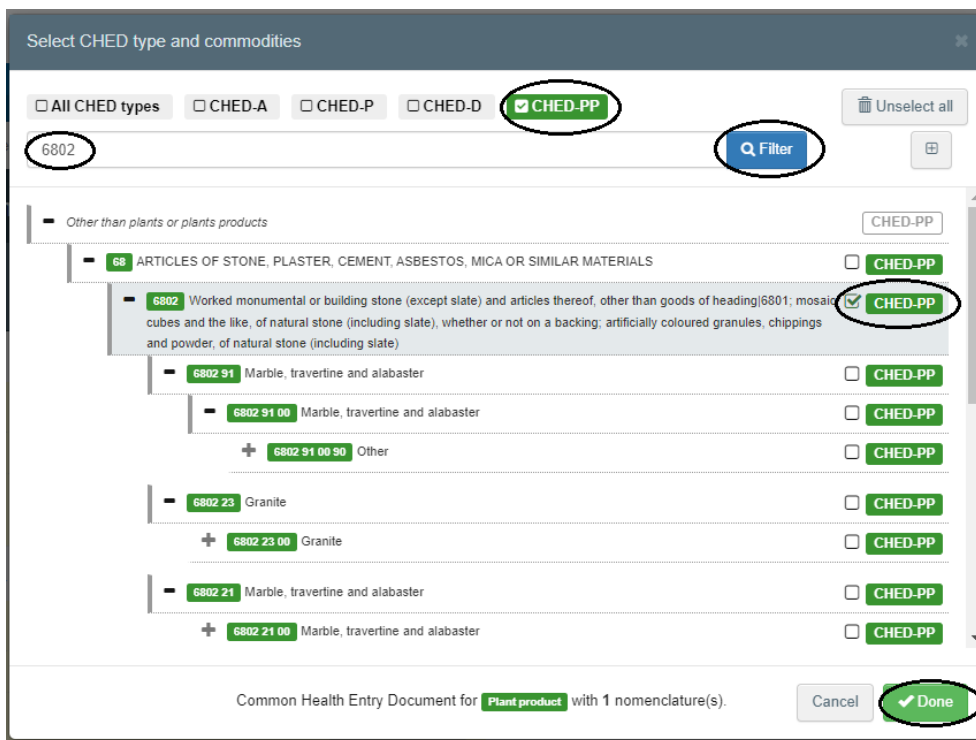 Select CHED type and commodities
All CHED types CHED-A CHED-P CHED-D CHED-PP Unselect all
6802 Filter
Other than plants or plants products CHED-PP
68 ARTICLES OF STONE, PLASTER, CEMENT, ASBESTOS, MICA OR SIMILAR MATERIALS CHED-PP
6802 Worked monumental or building stone (except slate) and articles thereof, other than goods of heading|6801; mosaic CHED-PP
cubes and the like, of natural stone (including slate), whether or not on a backing; artificially coloured granules, chippings
and powder, of natural stone (including slate)
6802 91 Marble, travertine and alabaster CHED-PP
6802 91 00 Marble, travertine and alabaster CHED-PP
6802 91 00 90 Other CHED-PP
6802 23 Granite CHED-PP
6802 23 00 Granite CHED-PP
6802 21 Marble, travertine and alabaster CHED-PP
6802 21 00 Marble, travertine and alabaster CHED-PP
Common Health Entry Document for Plant product with 1 nomenclature(s). Cancel Done